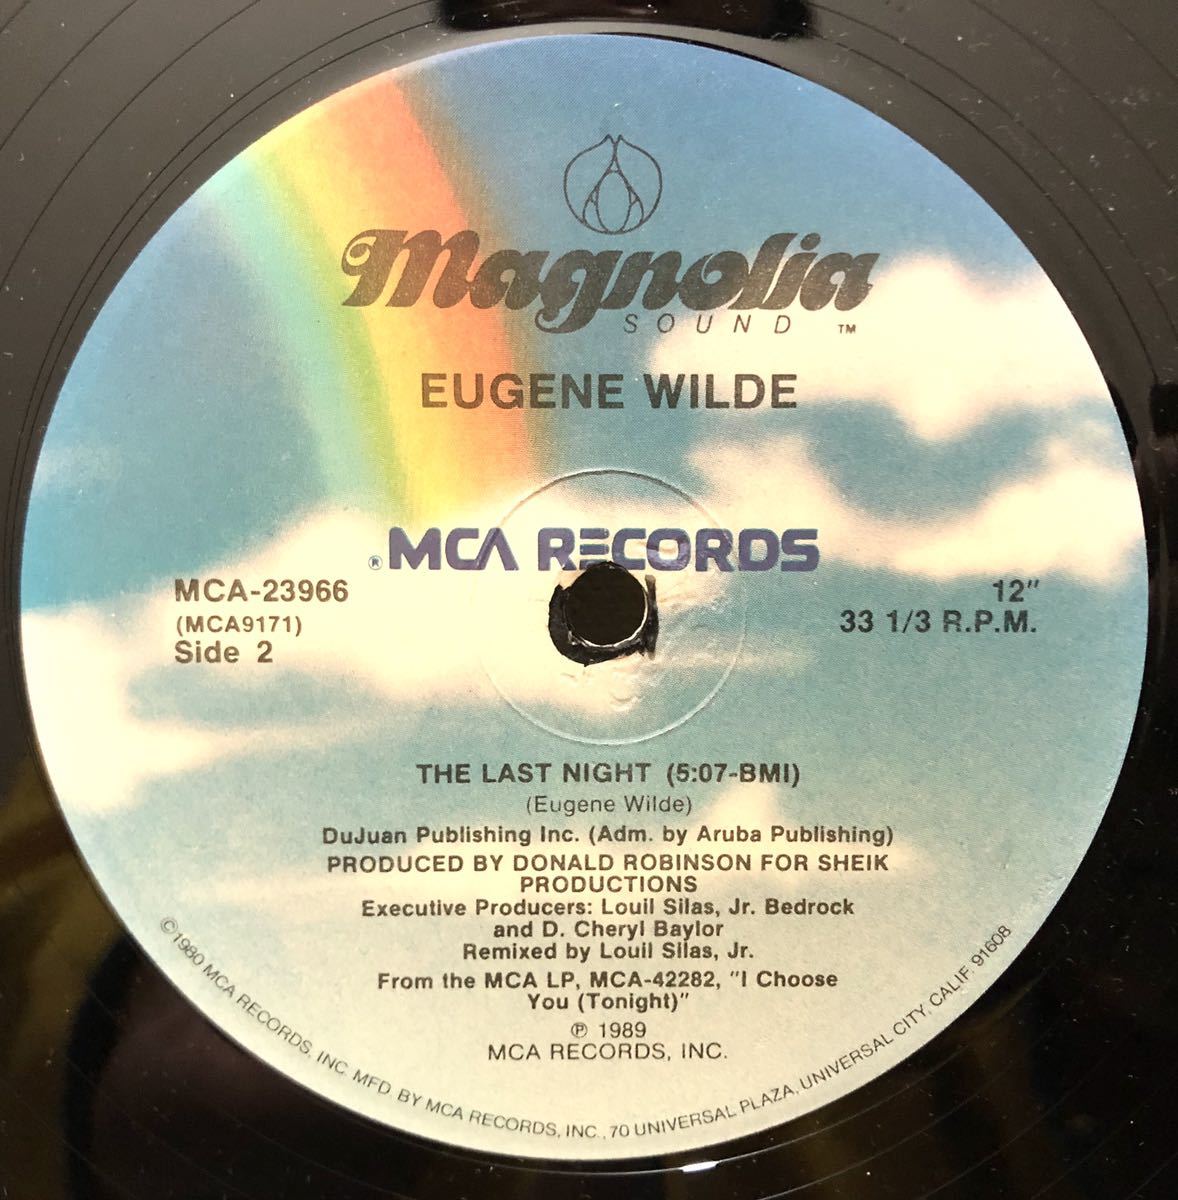 Magnolia
SOUND ™
EUGENE WILDE
® MCA RECORDS
MCA-23966
(MCA9171)
Side 2
12"
33 1/3 R.P.M.
THE LAST NIGHT (5:07-BMI)
(Eugene Wilde)
DuJuan Publishing Inc. (Adm. by Aruba Publishing)
PRODUCED BY DONALD ROBINSON FOR SHEIK
PRODUCTIONS
Executive Producers: Louil Silas, Jr. Bedrock
and D. Cheryl Baylor
Remixed by Louil Silas, Jr.
From the MCA LP, MCA-42282, "I Choose
You (Tonight)"
℗ 1989
MCA RECORDS, INC.
©1980 MCA RECORDS, INC. MFD. BY MCA RECORDS, INC., 70 UNIVERSAL PLAZA, UNIVERSAL CITY, CALIF. 91608